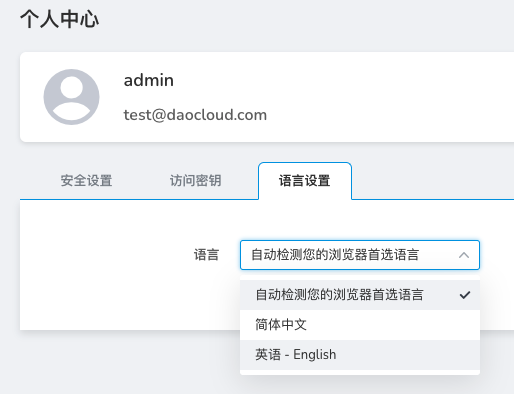 个人中心
admin
test@daocloud.com
安全设置 访问密钥 语言设置
语言 自动检测您的浏览器首选语言
自动检测您的浏览器首选语言
简体中文
英语 - English